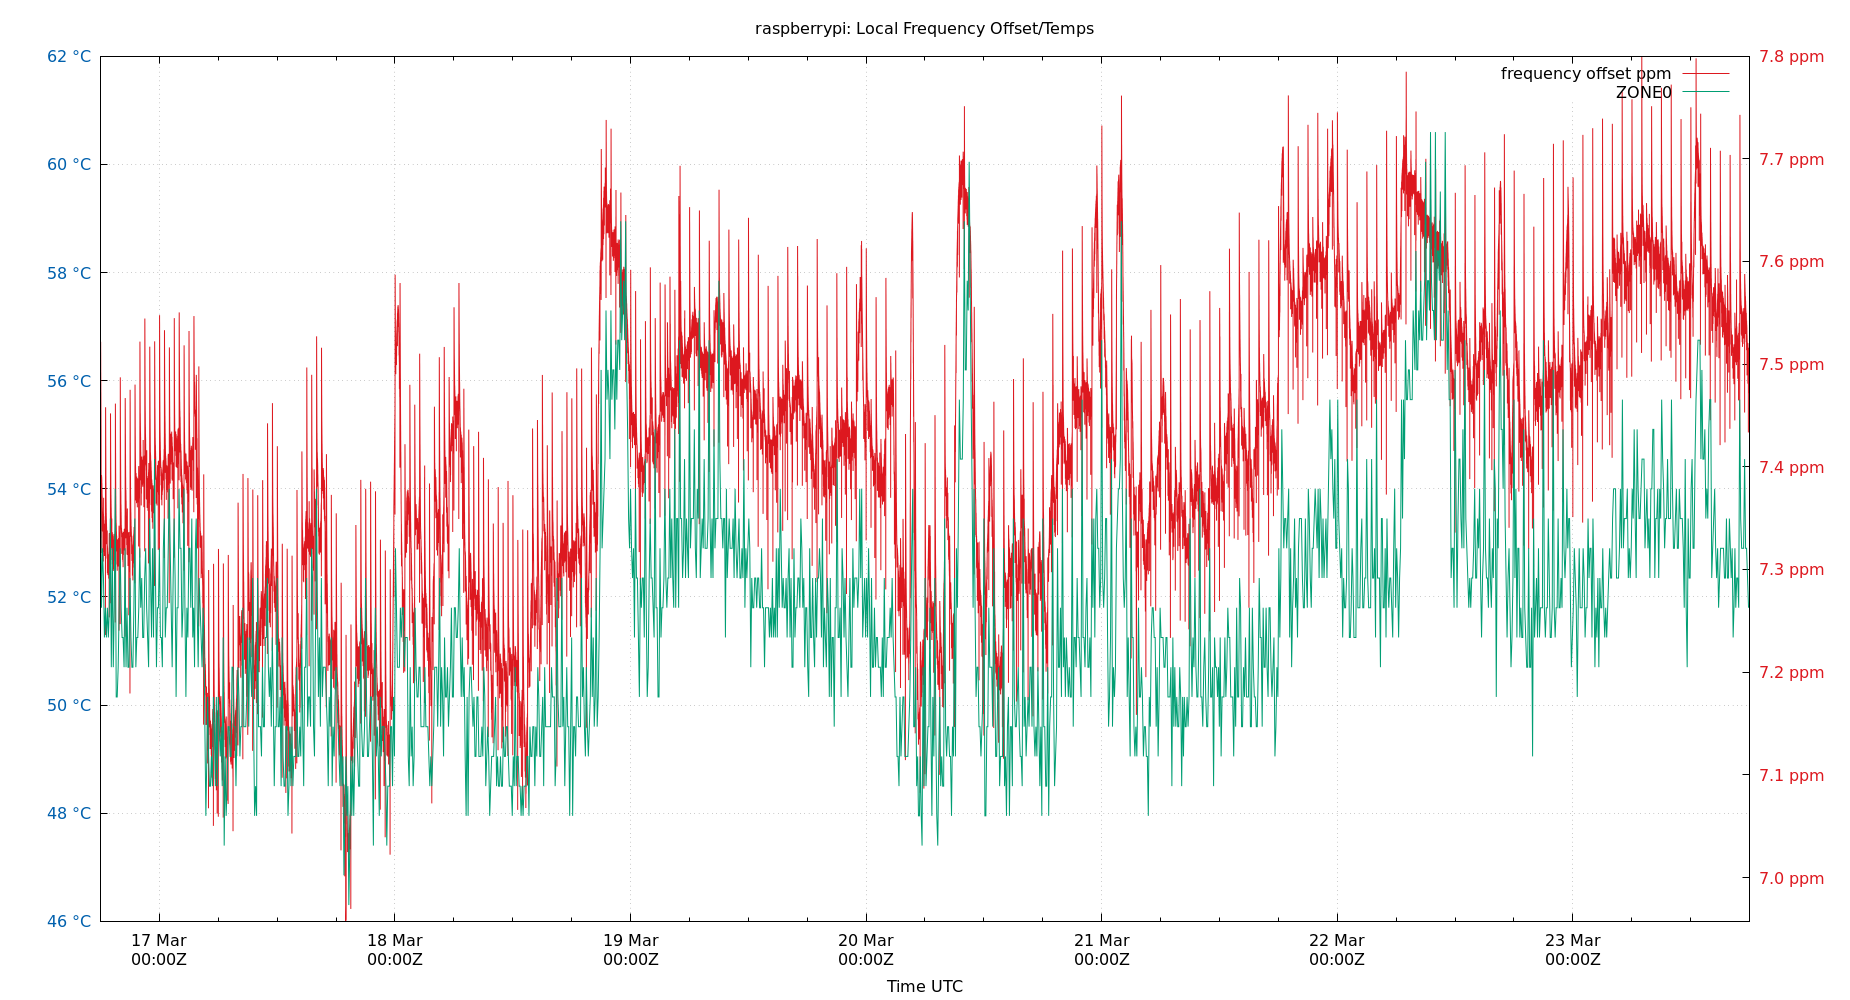 raspberrypi: Local Frequency Offset/Temps
62 °C
60 °C
58 °C
56 °C
54 °C
52 °C
50 °C
48 °C
46 °C
7.8 ppm
7.7 ppm
7.6 ppm
7.5 ppm
7.4 ppm
7.3 ppm
7.2 ppm
7.1 ppm
7.0 ppm
frequency offset ppm
ZONE0
17 Mar
00:00Z
18 Mar
00:00Z
19 Mar
00:00Z
20 Mar
00:00Z
21 Mar
00:00Z
22 Mar
00:00Z
23 Mar
00:00Z
Time UTC